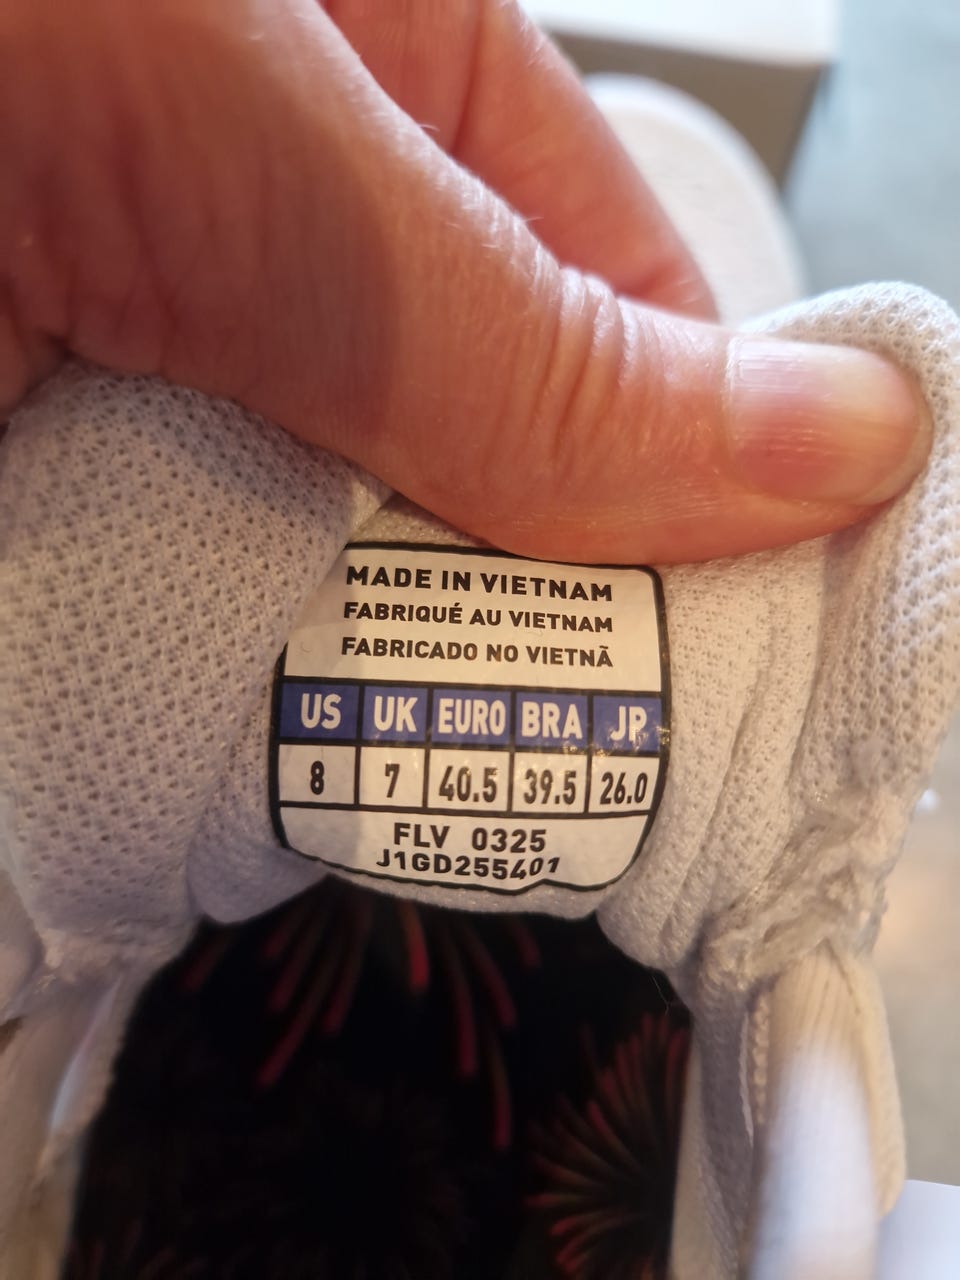 MADE IN VIETNAM
FABRIQUÉ AU VIETNAM
FABRICADO NO VIETNÃ
US UK EURO BRA JP
8 7 40.5 39.5 26.0
FLV 0325
J1GD255401